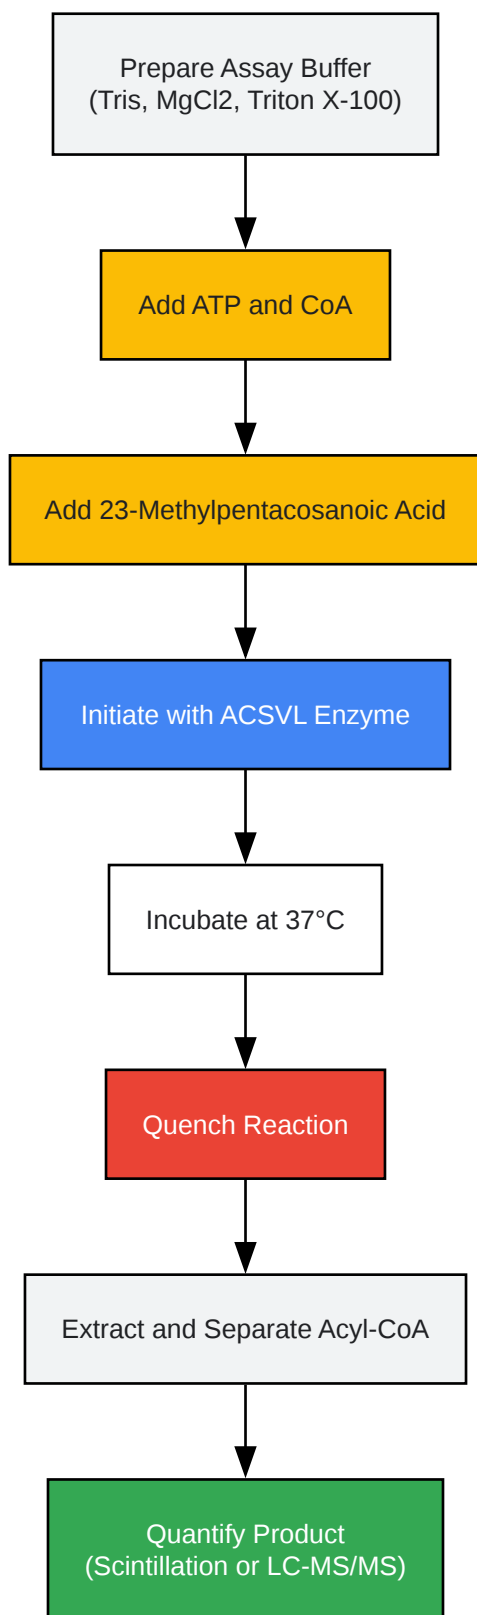 Prepare Assay Buffer
(Tris, MgCl2, Triton X-100)
Add ATP and CoA
Add 23-Methylpentacosanoic Acid
Initiate with ACSVL Enzyme
Incubate at 37°C
Quench Reaction
Extract and Separate Acyl-CoA
Quantify Product
(Scintillation or LC-MS/MS)